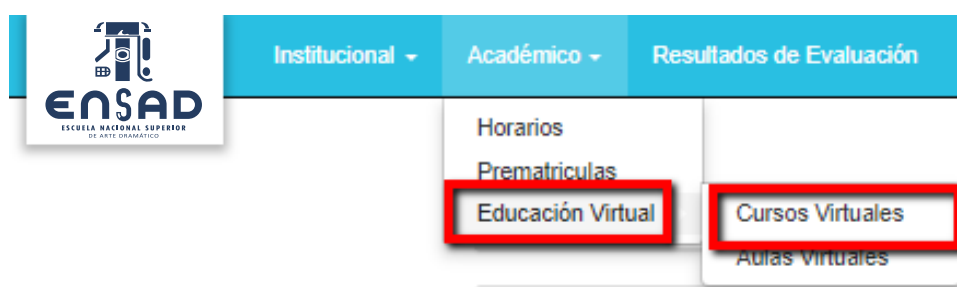 Institucional
Académico
Resultados de Evaluación
ENSAD
ESCUELA NACIONAL SUPERIOR
DE ARTE DRAMÁTICO
Horarios
Prematriculas
Educación Virtual
Cursos Virtuales
Aulas Virtuales